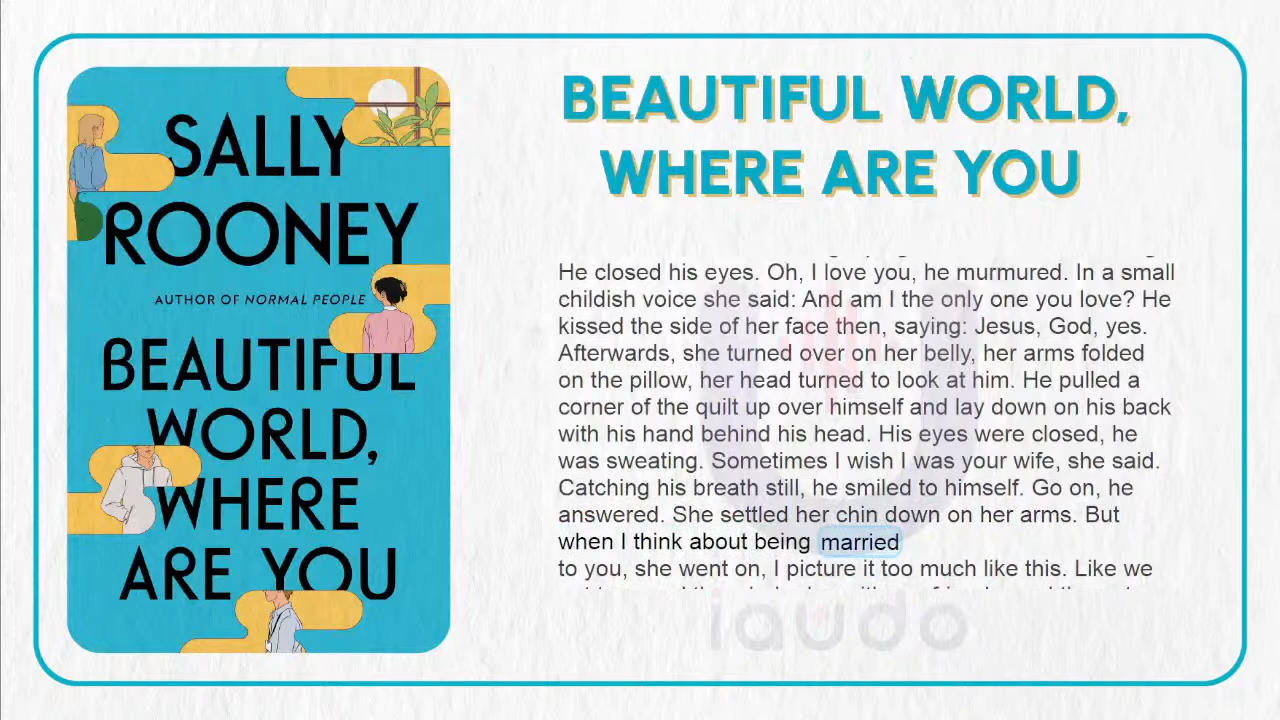 SALLY
ROONEY
AUTHOR OF NORMAL PEOPLE
BEAUTIFUL
WORLD,
WHERE
ARE YOU
BEAUTIFUL WORLD,
WHERE ARE YOU
He closed his eyes. Oh, I love you, he murmured. In a small
childish voice she said: And am I the only one you love? He
kissed the side of her face then, saying: Jesus, God, yes.
Afterwards, she turned over on her belly, her arms folded
on the pillow, her head turned to look at him. He pulled a
corner of the quilt up over himself and lay down on his back
with his hand behind his head. His eyes were closed, he
was sweating. Sometimes I wish I was your wife, she said.
Catching his breath still, he smiled to himself. Go on, he
answered. She settled her chin down on her arms. But
when I think about being married
to you, she went on, I picture it too much like this. Like we
iaudo